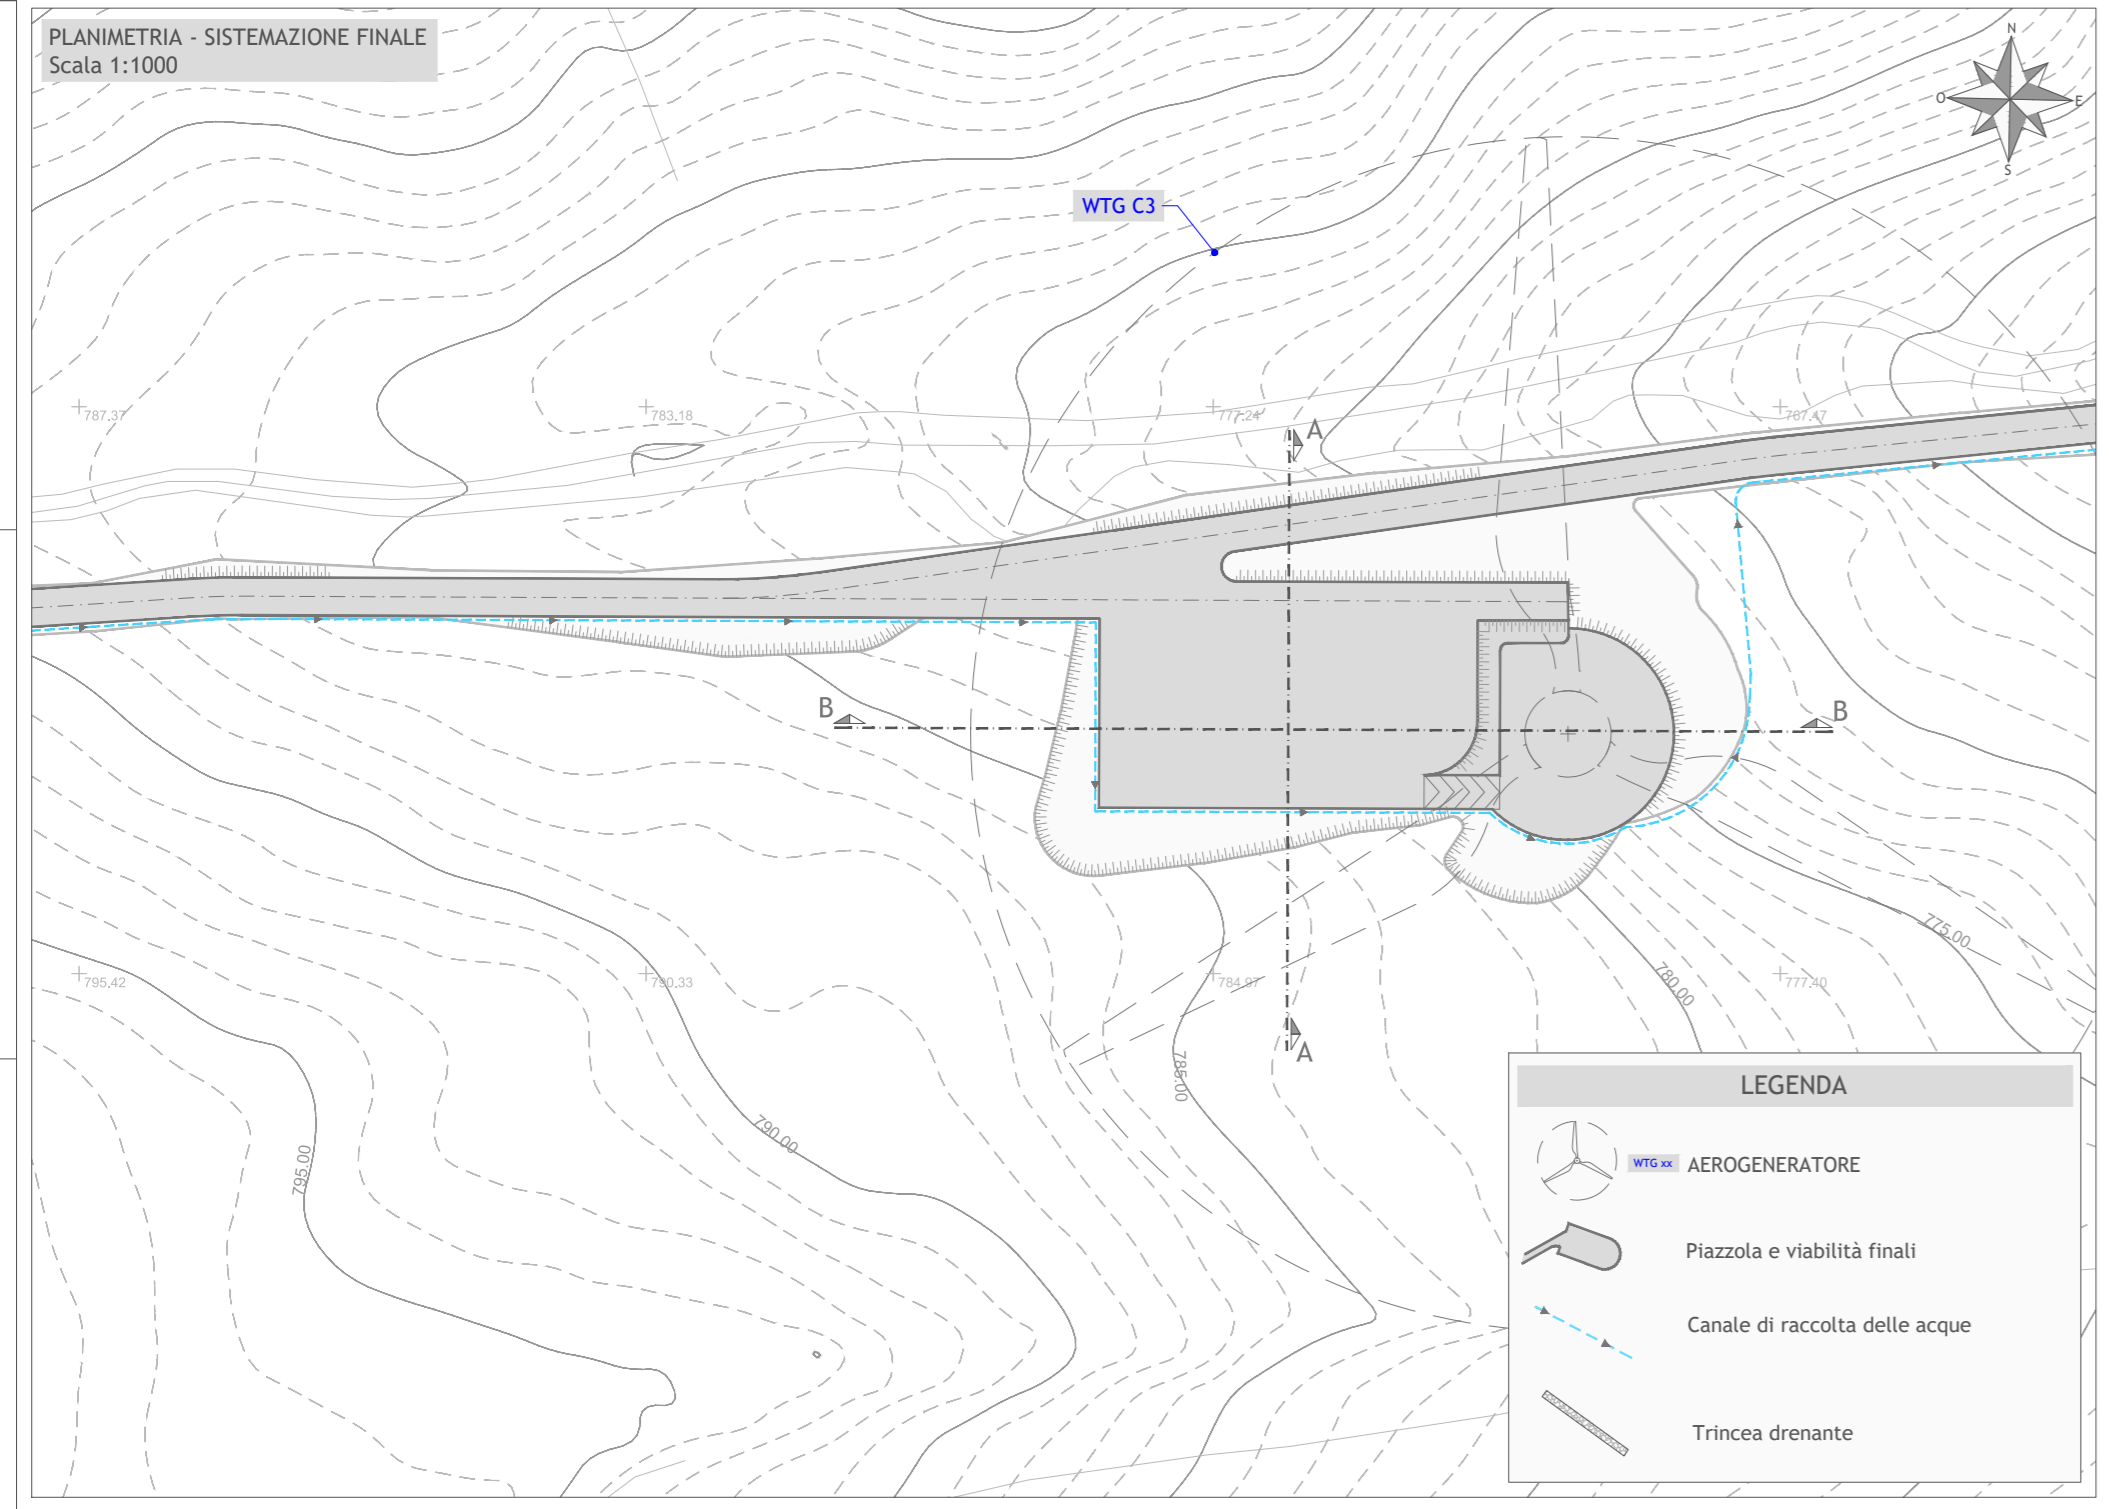 PLANIMETRIA - SISTEMAZIONE FINALE
Scala 1:1000
N
O
E
S
WTG C3
787.37
783.18
777.24
767.47
A
B
B
775.00
795.42
790.33
784.97
780.00
777.40
A
785.00
790.00
795.00
LEGENDA
WTG xx AEROGENERATORE
Piazzola e viabilità finali
Canale di raccolta delle acque
Trincea drenante